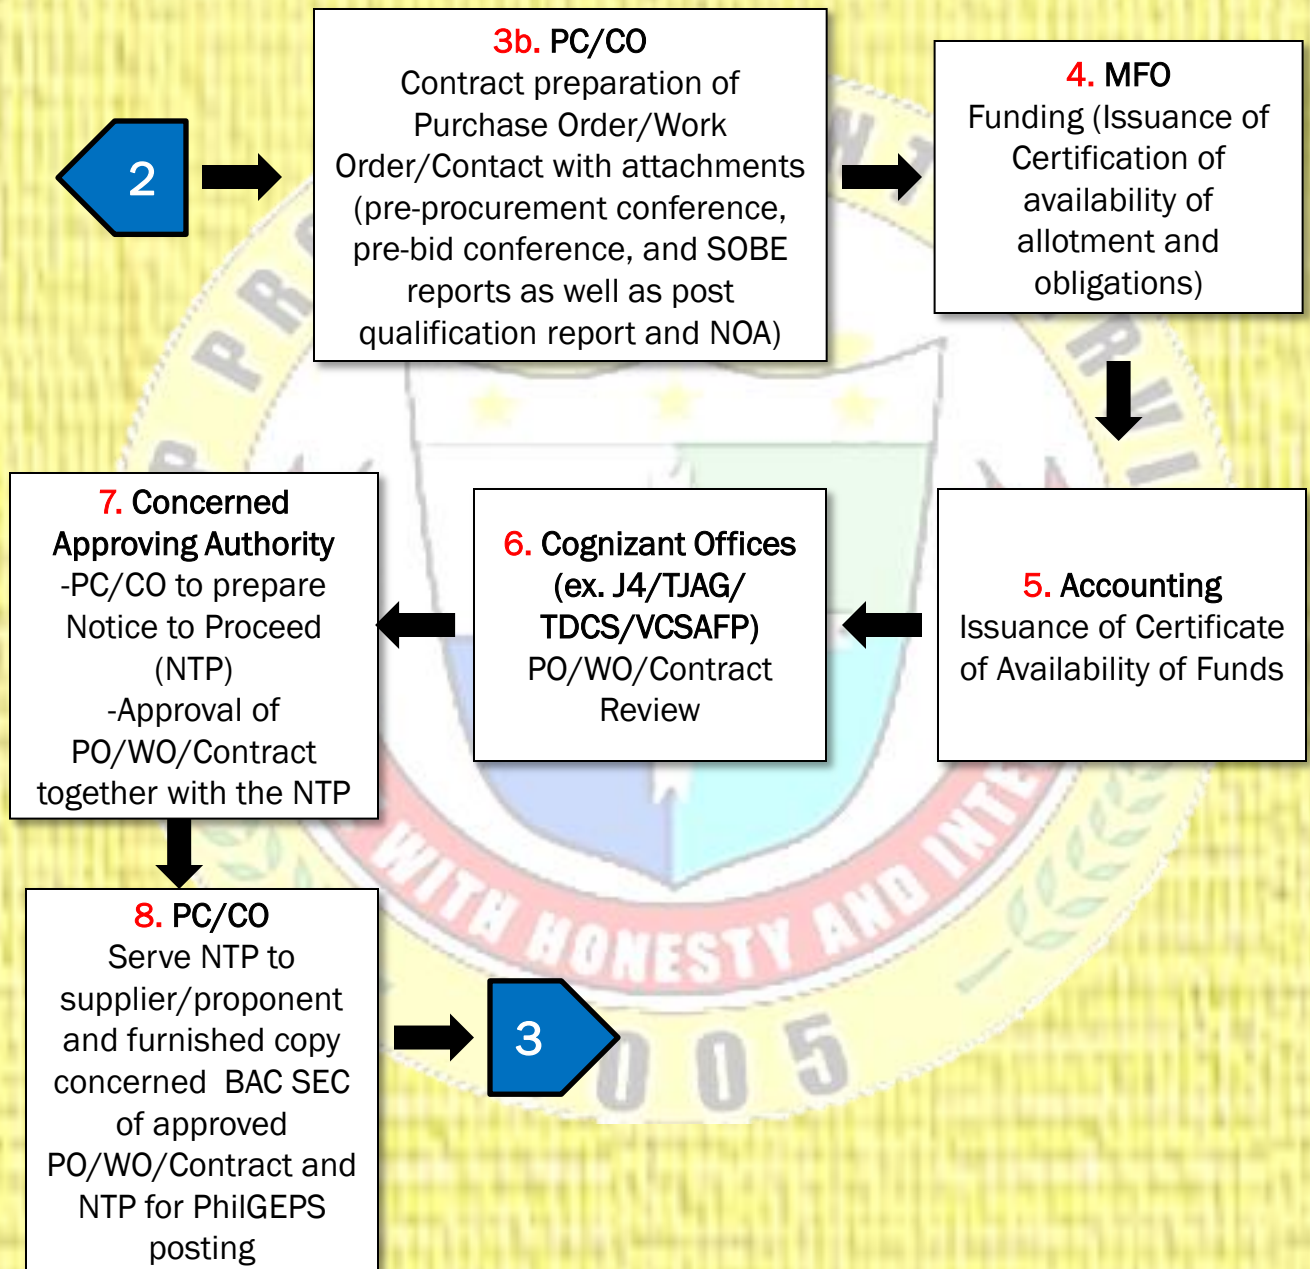 2
3b. PC/CO
Contract preparation of
Purchase Order/Work
Order/Contact with attachments
(pre-procurement conference,
pre-bid conference, and SOBE
reports as well as post
qualification report and NOA)
4. MFO
Funding (Issuance of
Certification of
availability of
allotment and
obligations)
5. Accounting
Issuance of Certificate
of Availability of Funds
6. Cognizant Offices
(ex. J4/TJAG/
TDCS/VCSAFP)
PO/WO/Contract
Review
7. Concerned
Approving Authority
-PC/CO to prepare
Notice to Proceed
(NTP)
-Approval of
PO/WO/Contract
together with the NTP
8. PC/CO
Serve NTP to
supplier/proponent
and furnished copy
concerned BAC SEC
of approved
PO/WO/Contract and
NTP for PhilGEPS
posting
3
WITH HONESTY AND
005